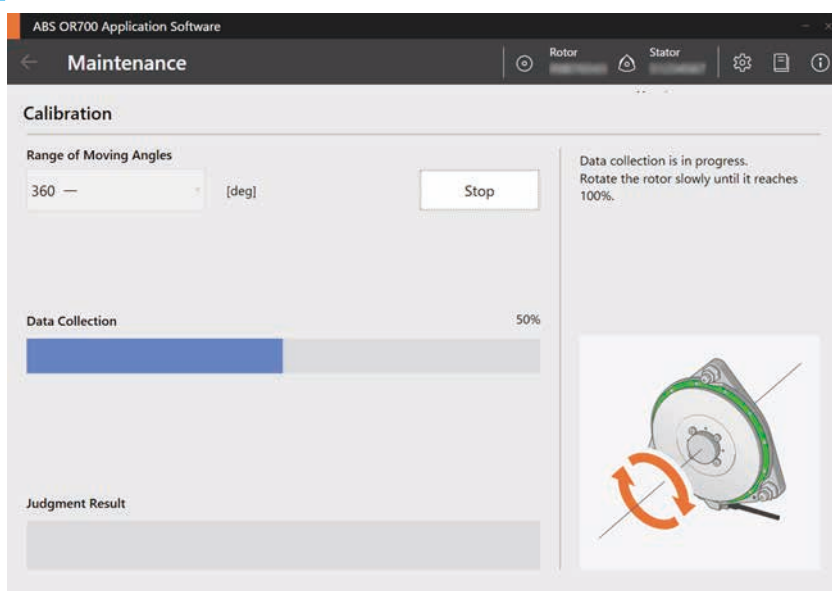 ABS OR700 Application Software
Maintenance
Rotor
Stator
Calibration
Range of Moving Angles
360 —
[deg]
Stop
Data collection is in progress.
Rotate the rotor slowly until it reaches
100%.
Data Collection
50%
Judgment Result